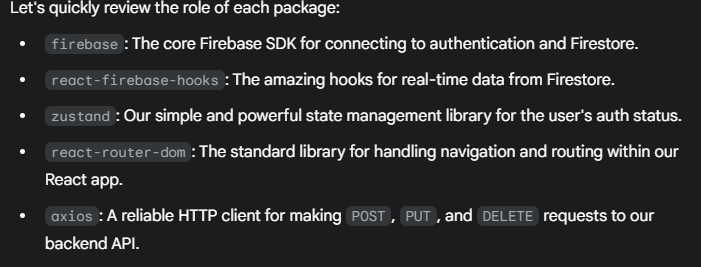 Let's quickly review the role of each package:
• firebase: The core Firebase SDK for connecting to authentication and Firestore.
• react-firebase-hooks: The amazing hooks for real-time data from Firestore.
• zustand: Our simple and powerful state management library for the user's auth status.
• react-router-dom: The standard library for handling navigation and routing within our
React app.
• axios: A reliable HTTP client for making POST, PUT, and DELETE requests to our
backend API.